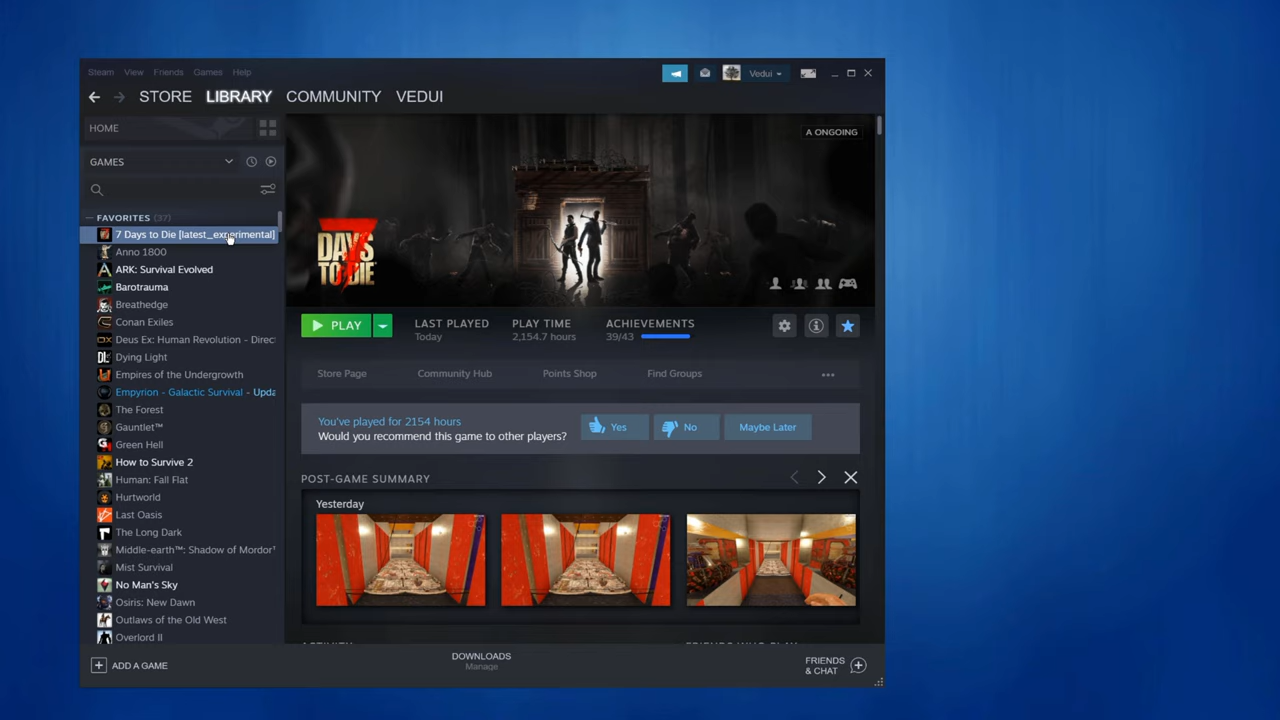 Steam View Friends Games Help
Vedui
STORE LIBRARY COMMUNITY VEDUI
HOME
A ONGOING
GAMES
FAVORITES (37)
7 Days to Die [latest_experimental]
Anno 1800
ARK: Survival Evolved
Barotrauma
Breathedge
Conan Exiles
Deus Ex: Human Revolution - Direc
Dying Light
Empires of the Undergrowth
Empyrion - Galactic Survival - Upda
The Forest
Gauntlet™
Green Hell
How to Survive 2
Human: Fall Flat
Hurtworld
Last Oasis
The Long Dark
Middle-earth™: Shadow of Mordor™
Mist Survival
No Man's Sky
Osiris: New Dawn
Outlaws of the Old West
Overlord II
7 DAYS TO DIE
PLAY
LAST PLAYED
Today
PLAY TIME
2,154.7 hours
ACHIEVEMENTS
39/43
Store Page Community Hub Points Shop Find Groups
You've played for 2154 hours
Would you recommend this game to other players?
Yes No Maybe Later
POST-GAME SUMMARY
Yesterday
ADD A GAME
DOWNLOADS
Manage
FRIENDS
& CHAT